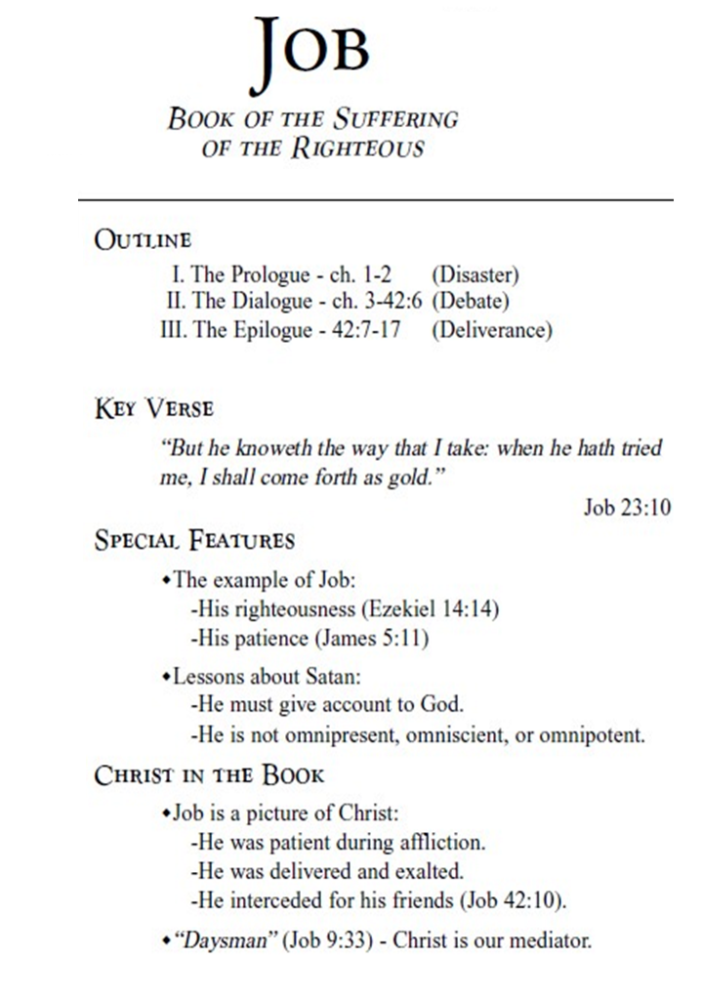 JOB
BOOK OF THE SUFFERING
OF THE RIGHTEOUS
OUTLINE
I. The Prologue - ch. 1-2 (Disaster)
II. The Dialogue - ch. 3-42:6 (Debate)
III. The Epilogue - 42:7-17 (Deliverance)
KEY VERSE
“But he knoweth the way that I take: when he hath tried
me, I shall come forth as gold.”
Job 23:10
SPECIAL FEATURES
◆The example of Job:
-His righteousness (Ezekiel 14:14)
-His patience (James 5:11)
◆Lessons about Satan:
-He must give account to God.
-He is not omnipresent, omniscient, or omnipotent.
CHRIST IN THE BOOK
◆Job is a picture of Christ:
-He was patient during affliction.
-He was delivered and exalted.
-He interceded for his friends (Job 42:10).
◆“Daysman” (Job 9:33) - Christ is our mediator.